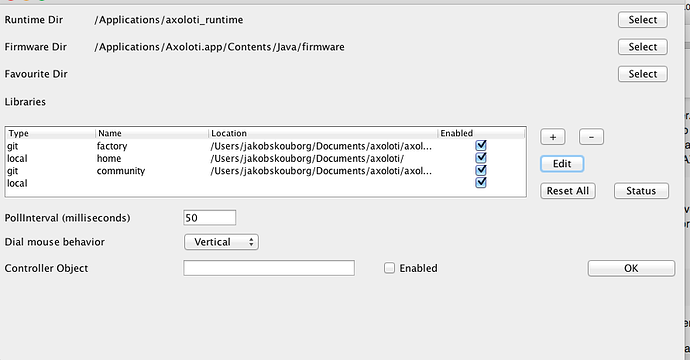 Runtime Dir /Applications/axoloti_runtime Select
Firmware Dir /Applications/Axoloti.app/Contents/Java/firmware Select
Favourite Dir Select
Libraries
Type Name Location Enabled
git factory /Users/jakobskouborg/Documents/axoloti/axol...
local home /Users/jakobskouborg/Documents/axoloti/
git community /Users/jakobskouborg/Documents/axoloti/axol...
local
+ -
Edit
Reset All Status
PollInterval (milliseconds) 50
Dial mouse behavior Vertical
Controller Object Enabled OK